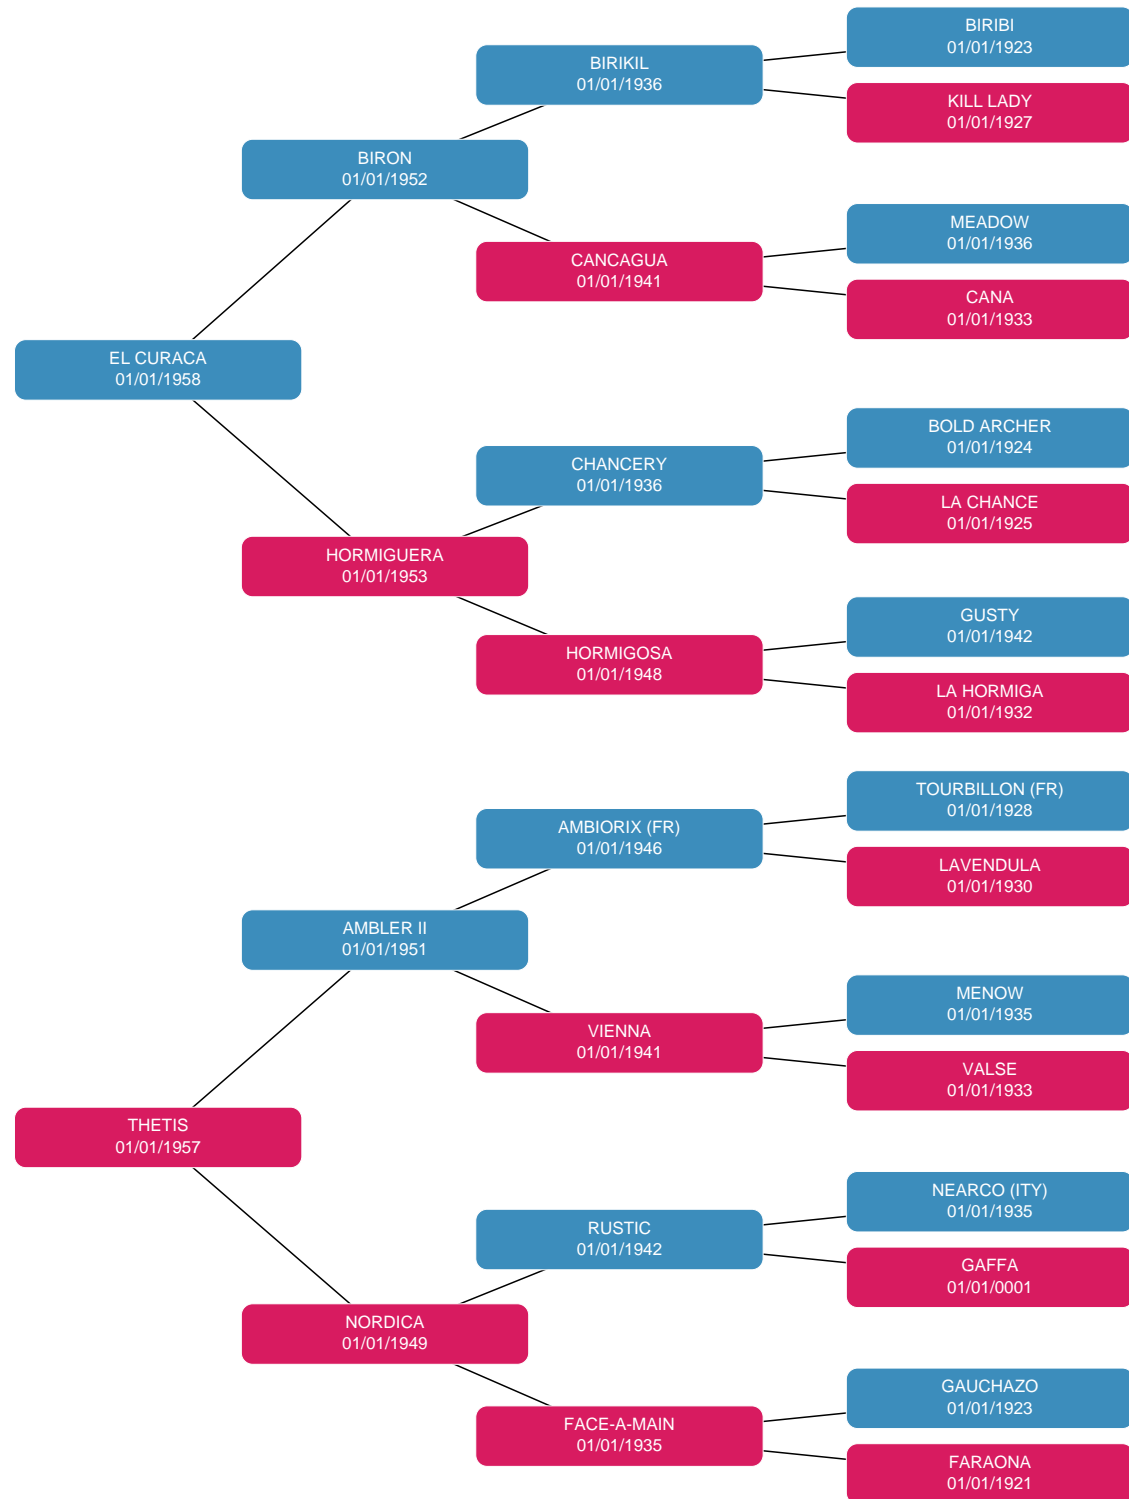 BIRIBI
01/01/1923
BIRIKIL
01/01/1936
KILL LADY
01/01/1927
BIRON
01/01/1952
MEADOW
01/01/1936
CANCAGUA
01/01/1941
CANA
01/01/1933
EL CURACA
01/01/1958
BOLD ARCHER
01/01/1924
CHANCERY
01/01/1936
LA CHANCE
01/01/1925
HORMIGUERA
01/01/1953
GUSTY
01/01/1942
HORMIGOSA
01/01/1948
LA HORMIGA
01/01/1932
TOURBILLON (FR)
01/01/1928
AMBIORIX (FR)
01/01/1946
LAVENDULA
01/01/1930
AMBLER II
01/01/1951
MENOW
01/01/1935
VIENNA
01/01/1941
VALSE
01/01/1933
THETIS
01/01/1957
NEARCO (ITY)
01/01/1935
RUSTIC
01/01/1942
GAFFA
01/01/0001
NORDICA
01/01/1949
GAUCHAZO
01/01/1923
FACE-A-MAIN
01/01/1935
FARAONA
01/01/1921